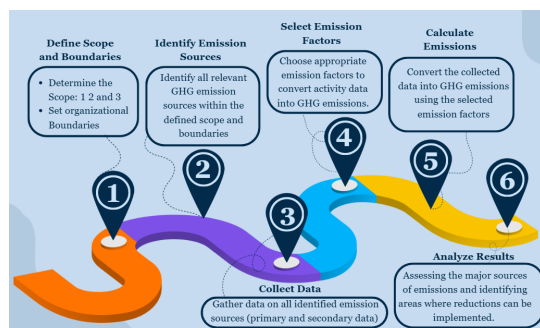 Define Scope
and Boundaries
• Determine the
Scope: 1 2 and 3
• Set organizational
Boundaries
1
Identify Emission
Sources
Identify all relevant
GHG emission
sources within the
defined scope and
boundaries
2
3
Collect Data
Gather data on all identified emission
sources (primary and secondary data)
Select Emission
Factors
Choose appropriate
emission factors to
convert activity data
into GHG emissions.
4
Calculate
Emissions
Convert the collected
data into GHG emissions
using the selected
emission factors
5
6
Analyze Results
Assessing the major sources
of emissions and identifying
areas where reductions can be
implemented.